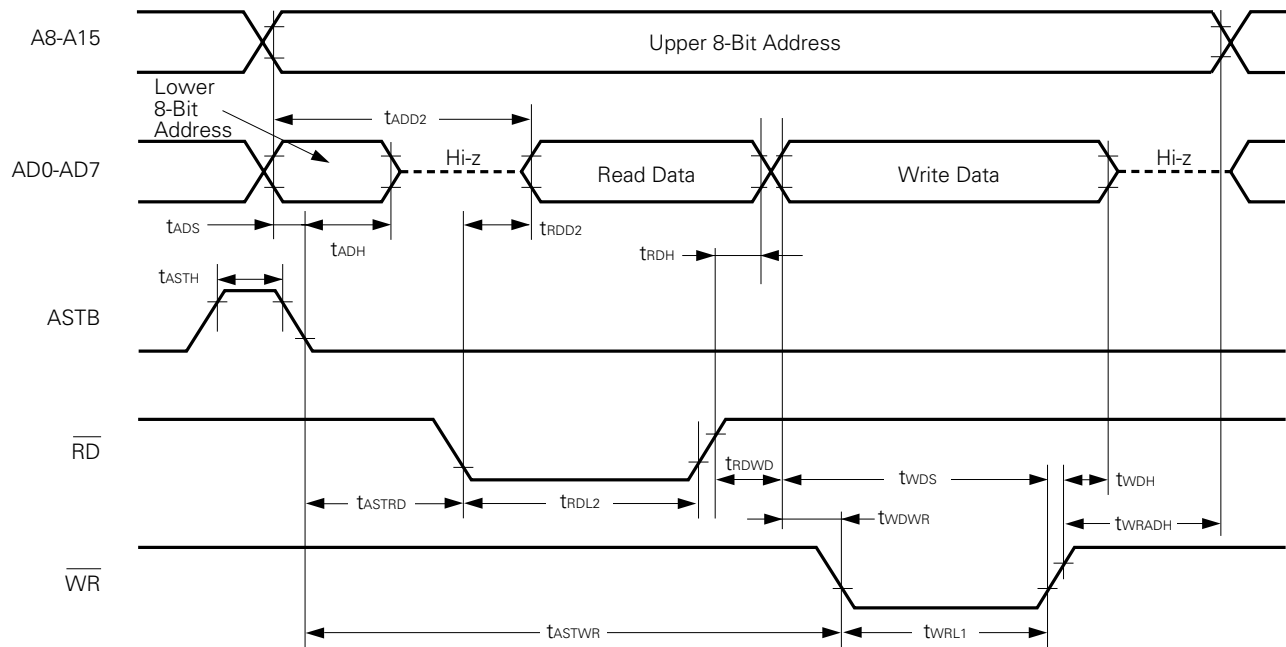 A8-A15
Upper 8-Bit Address
Lower
8-Bit
Address
tADD2
AD0-AD7
Hi-z
Read Data
Write Data
Hi-z
tADS
tADH
tRDD2
tRDH
tASTH
ASTB
RD
tRDWD
tWDS
tWDH
tASTRD
tRDL2
tWDWR
tWRADH
WR
tASTWR
tWRL1